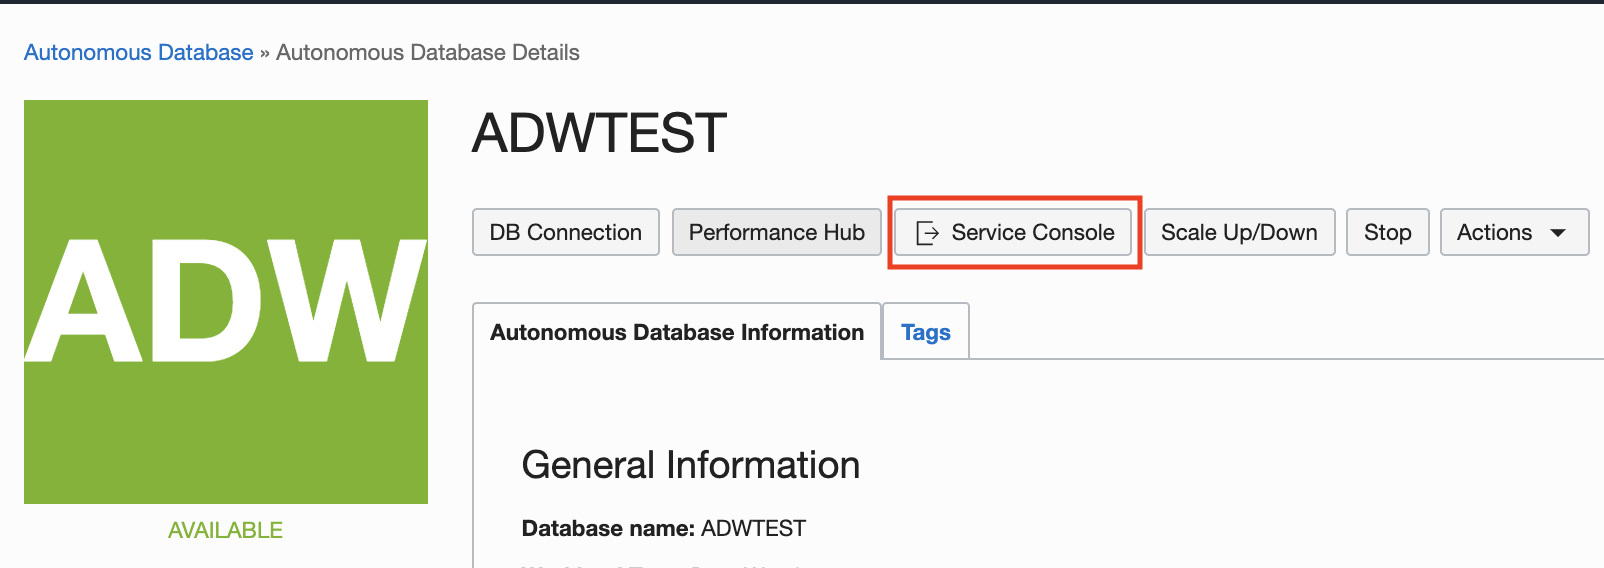 Autonomous Database » Autonomous Database Details
ADW
AVAILABLE
ADWTEST
DB Connection
Performance Hub
Service Console
Scale Up/Down
Stop
Actions
Autonomous Database Information
Tags
General Information
Database name: ADWTEST